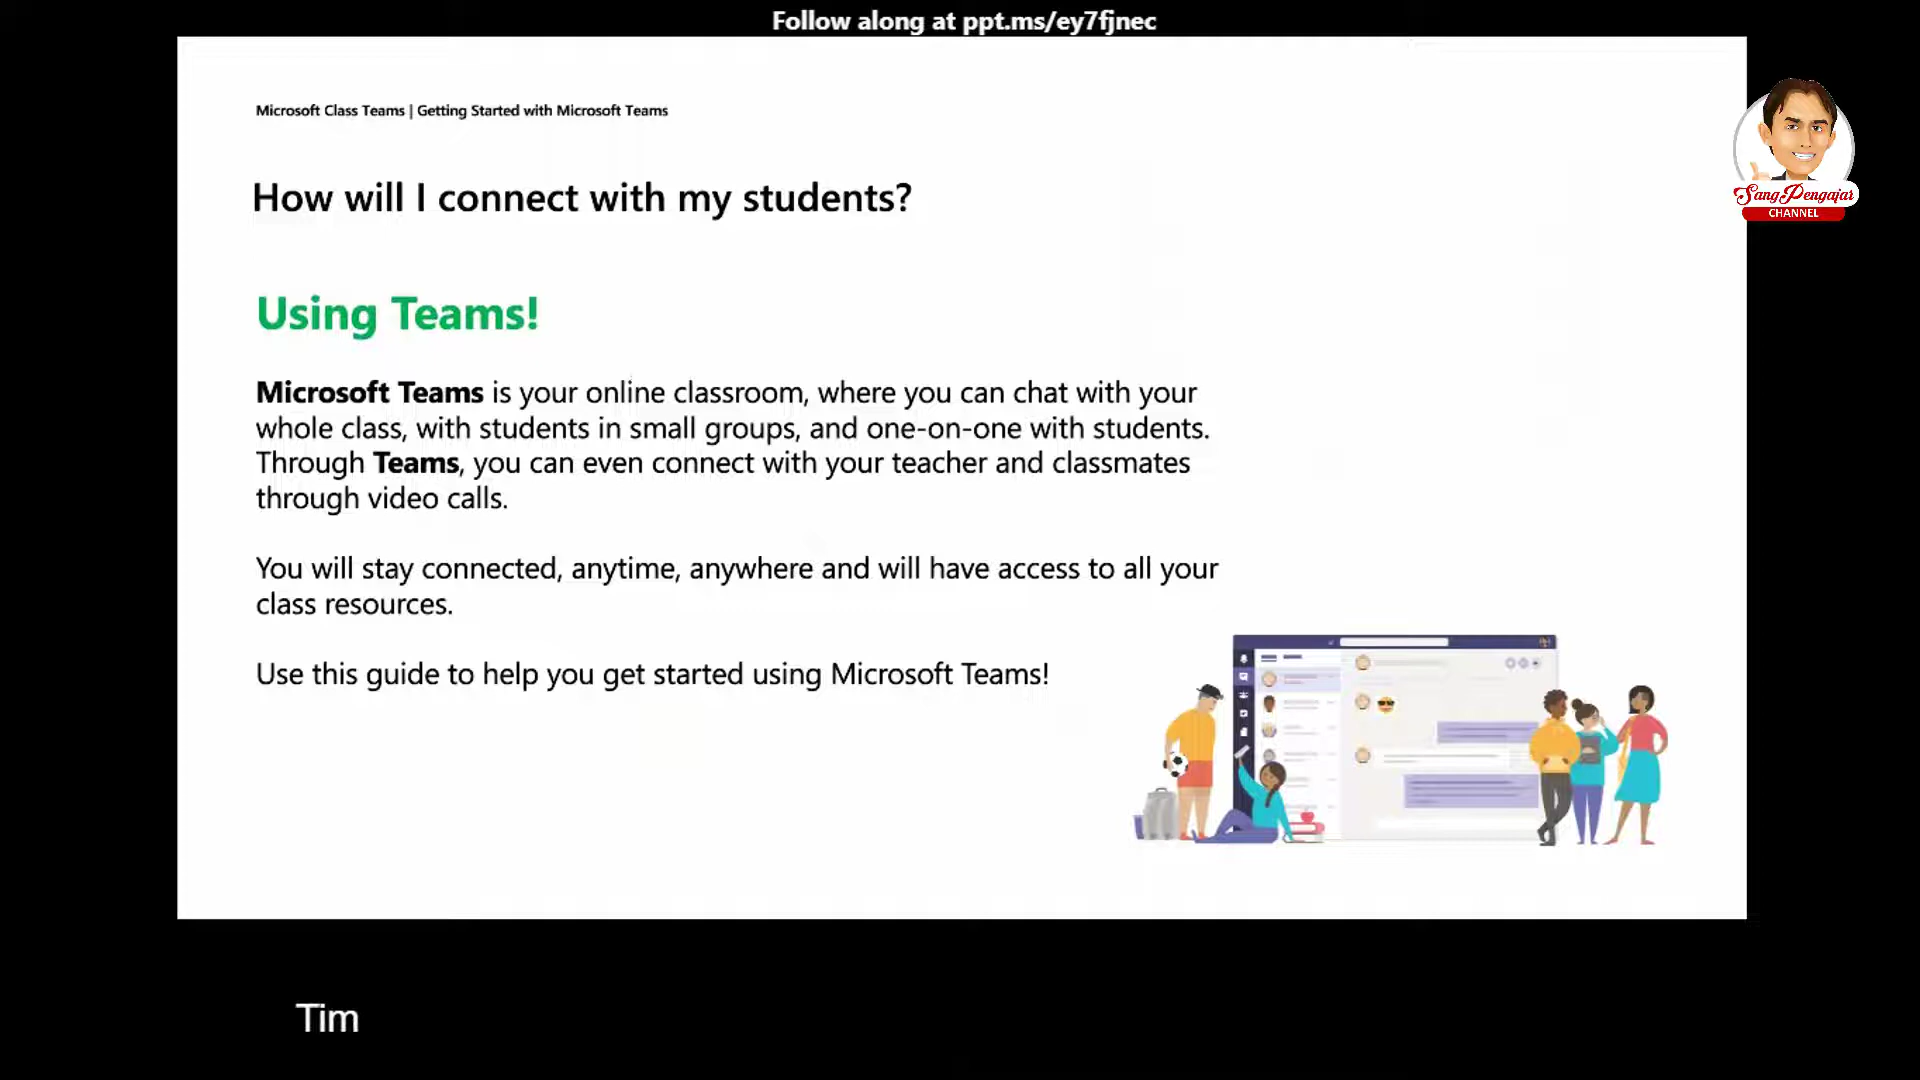 Follow along at ppt.ms/ey7fjnec
Microsoft Class Teams | Getting Started with Microsoft Teams
SangPengajar
CHANNEL
How will I connect with my students?
Using Teams!
Microsoft Teams is your online classroom, where you can chat with your
whole class, with students in small groups, and one-on-one with students.
Through Teams, you can even connect with your teacher and classmates
through video calls.
You will stay connected, anytime, anywhere and will have access to all your
class resources.
Use this guide to help you get started using Microsoft Teams!
Tim